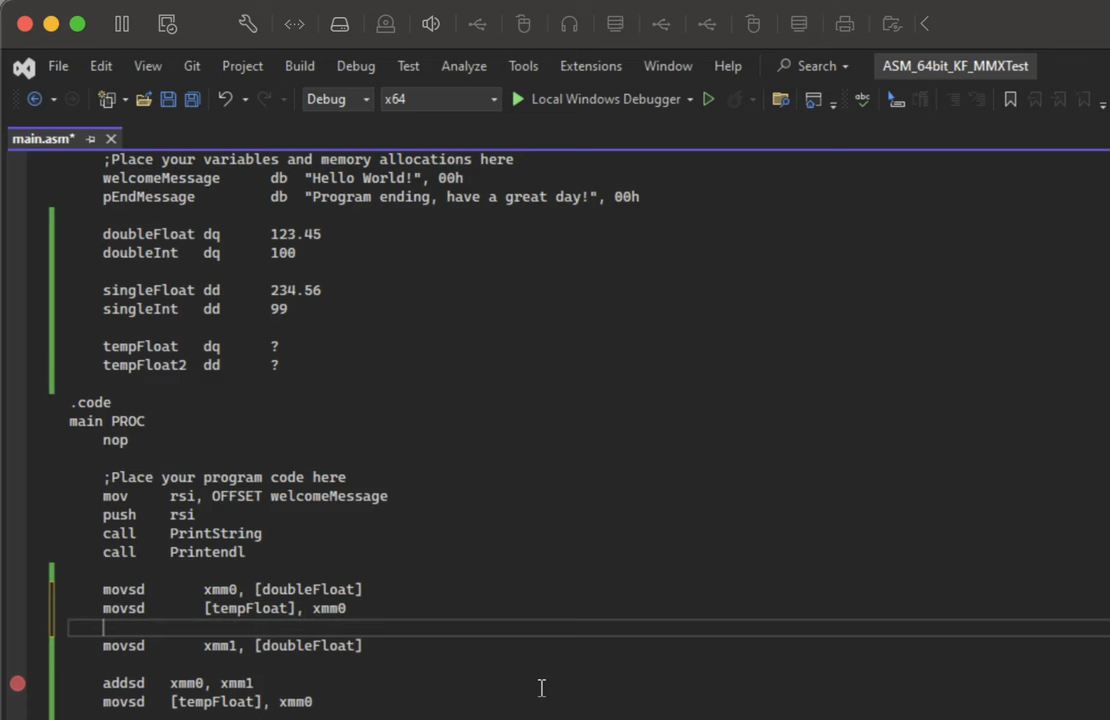 File Edit View Git Project Build Debug Test Analyze Tools Extensions Window Help Search ASM_64bit_KF_MMXTest
Debug x64 Local Windows Debugger abc
main.asm*
;Place your variables and memory allocations here
welcomeMessage db "Hello World!", 00h
pEndMessage db "Program ending, have a great day!", 00h
doubleFloat dq 123.45
doubleInt dq 100
singleFloat dd 234.56
singleInt dd 99
tempFloat dq ?
tempFloat2 dd ?
.code
main PROC
nop
;Place your program code here
mov rsi, OFFSET welcomeMessage
push rsi
call PrintString
call Printendl
movsd xmm0, [doubleFloat]
movsd [tempFloat], xmm0
movsd xmm1, [doubleFloat]
addsd xmm0, xmm1
movsd [tempFloat], xmm0